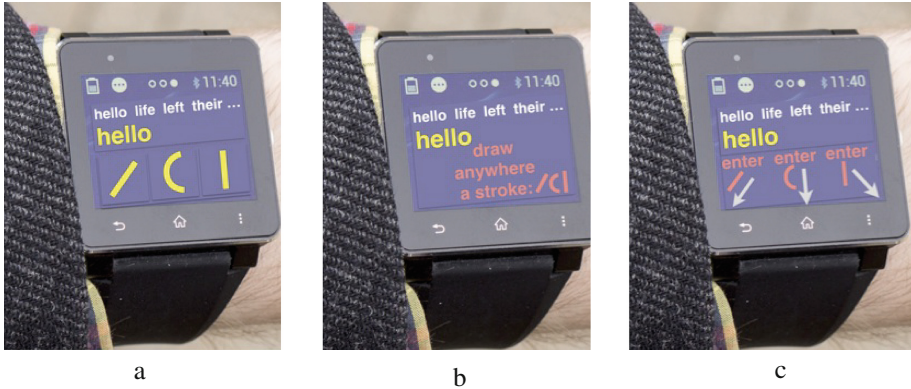 11:40
hello life left their ...
hello
11:40
hello life left their ...
hello
draw
anywhere
a stroke:
11:40
hello life left their ...
hello
enter enter enter
a
b
c